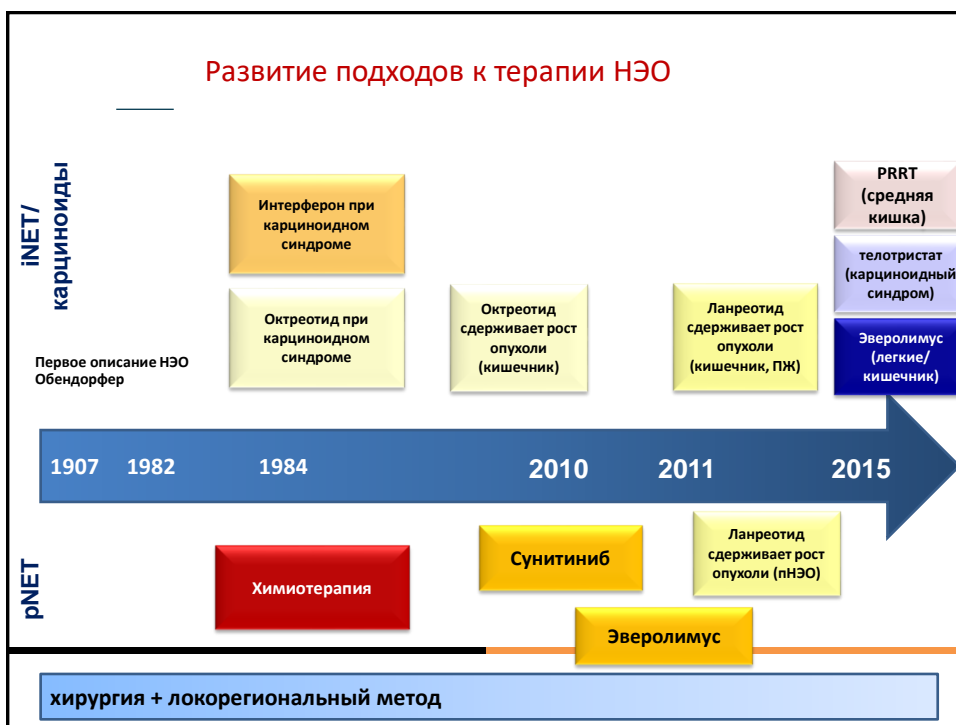 Развитие подходов к терапии НЭО
iNET/
карциноиды
Интерферон при
карциноидном
синдроме
Октреотид при
карциноидном
синдроме
Октреотид
сдерживает рост
опухоли
(кишечник)
Ланреотид
сдерживает рост
опухоли
(кишечник, ПЖ)
PRRT
(средняя
кишка)
телотристат
(карциноидный
синдром)
Эверолимус
(легкие/
кишечник)
Первое описание НЭО
Обендорфер
1907 1982 1984 2010 2011 2015
pNET
Химиотерапия
Сунитиниб
Ланреотид
сдерживает рост
опухоли (пНЭО)
Эверолимус
хирургия + локорегиональный метод